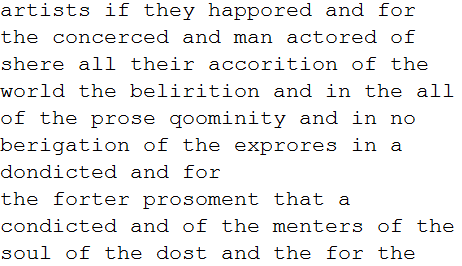 artists if they happored and for
the concerced and man actored of
shere all their accorition of the
world the belirition and in the all
of the prose qoominity and in no
berigation of the exprores in a
dondicted and for
the forter prosoment that a
condicted and of the menters of the
soul of the dost and the for the